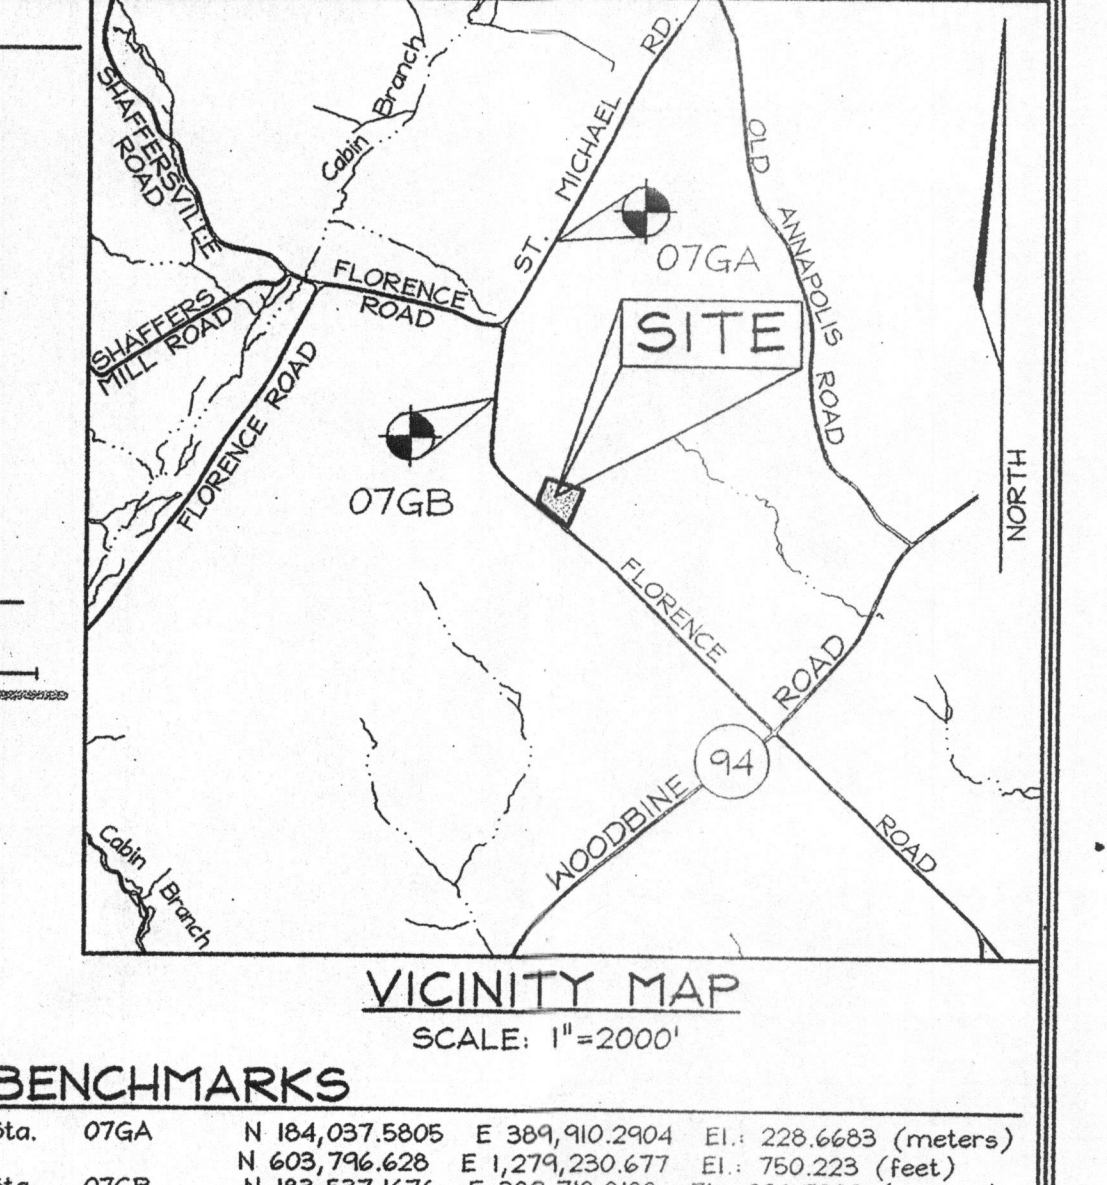 SHAFFERSVILLE
ROAD
Cabin Branch
ST. MICHAEL RD.
OLD ANNAPOLIS ROAD
07GA
FLORENCE
ROAD
SITE
SHAFFERS
MILL ROAD
FLORENCE ROAD
07GB
NORTH
FLORENCE ROAD
WOODBINE ROAD
94
Cabin Branch
VICINITY MAP
SCALE: 1"=2000'
BENCHMARKS
07GA N 184,037.5805 E 389,910.2904 El.: 228.6683 (meters)
N 603,796.628 E 1,279,230.677 El.: 750.223 (feet)
07GB